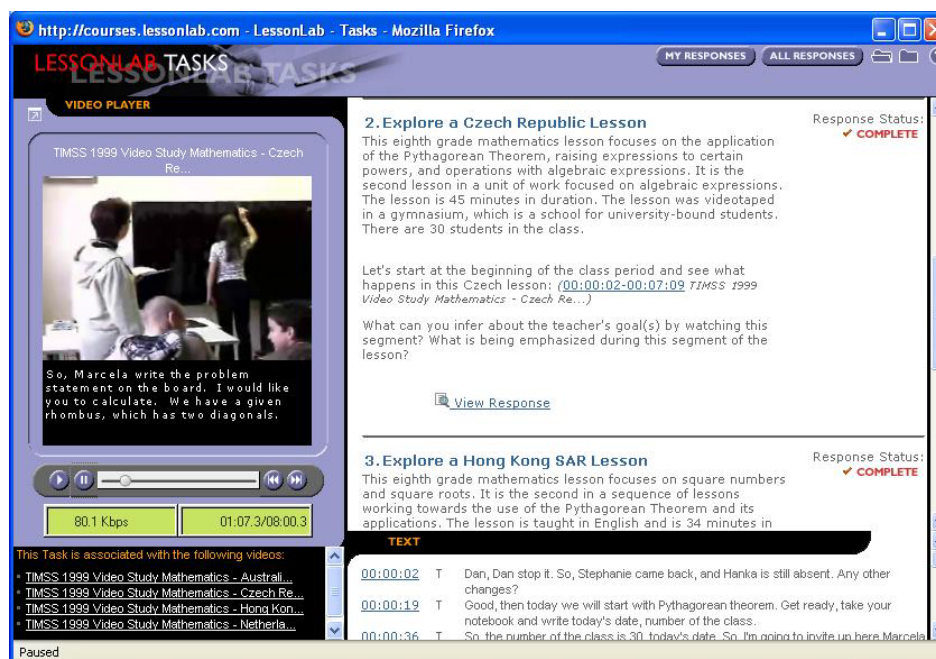 http://courses.lessonlab.com - LessonLab - Tasks - Mozilla Firefox
LESSONLAB TASKS
LESSONLAB TASKS
MY RESPONSES
ALL RESPONSES
VIDEO PLAYER
TIMSS 1999 Video Study Mathematics - Czech
Re...
So, Marcela write the problem
statement on the board. I would like
you to calculate. We have a given
rhombus, which has two diagonals.
80.1 Kbps
01:07.3/08:00.3
This Task is associated with the following videos:
TIMSS 1999 Video Study Mathematics - Australi...
TIMSS 1999 Video Study Mathematics - Czech Re...
TIMSS 1999 Video Study Mathematics - Hong Kon...
TIMSS 1999 Video Study Mathematics - Netherla...
2. Explore a Czech Republic Lesson
Response Status:
✓ COMPLETE
This eighth grade mathematics lesson focuses on the application
of the Pythagorean Theorem, raising expressions to certain
powers, and operations with algebraic expressions. It is the
second lesson in a unit of work focused on algebraic expressions.
The lesson is 45 minutes in duration. The lesson was videotaped
in a gymnasium, which is a school for university-bound students.
There are 30 students in the class.
Let's start at the beginning of the class period and see what
happens in this Czech lesson: (00:00:02-00:07:09 TIMSS 1999
Video Study Mathematics - Czech Re...)
What can you infer about the teacher's goal(s) by watching this
segment? What is being emphasized during this segment of the
lesson?
View Response
3. Explore a Hong Kong SAR Lesson
Response Status:
✓ COMPLETE
This eighth grade mathematics lesson focuses on square numbers
and square roots. It is the second in a sequence of lessons
working towards the use of the Pythagorean Theorem and its
applications. The lesson is taught in English and is 34 minutes in
TEXT
00:00:02 T Dan, Dan stop it. So, Stephanie came back, and Hanka is still absent. Any other
changes?
00:00:19 T Good, then today we will start with Pythagorean theorem. Get ready, take your
notebook and write today's date, number of the class.
00:00:36 T So, the number of the class is 30, today's date. So, I'm going to invite up here Marcela
Paused